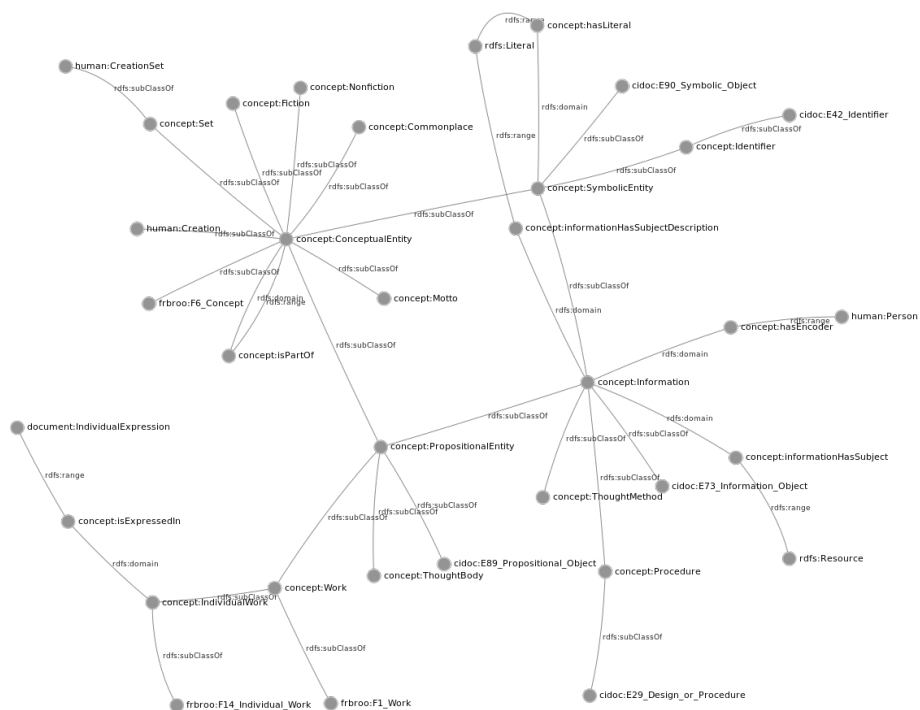 rdfs:range
concept:hasLiteral
rdfs:Literal
human:CreationSet
rdfs:subClassOf
concept:Nonfiction
cidoc:E90_Symbolic_Object
concept:Fiction
rdfs:domain
cidoc:E42_Identifier
concept:Set
concept:Commonplace
rdfs:subClassOf
rdfs:range
rdfs:subClassOf
concept:Identifier
rdfs:subClassOf
rdfs:subClassOf
rdfs:subClassOf
rdfs:subClassOf
rdfs:subClassOf
concept:SymbolicEntity
rdfs:subClassOf
human:Creation
rdfs:subClassOf
concept:informationHasSubjectDescription
concept:ConceptualEntity
rdfs:subClassOf
rdfs:subClassOf
rdfs:subClassOf
concept:Motto
rdfs:domain
rdfs:range
frbroo:F6_Concept
rdfs:domain
human:Person
rdfs:range
concept:hasEncoder
rdfs:subClassOf
concept:isPartOf
rdfs:domain
concept:Information
rdfs:subClassOf
rdfs:domain
document:IndividualExpression
rdfs:subClassOf
rdfs:subClassOf
concept:PropositionalEntity
concept:informationHasSubject
rdfs:range
rdfs:subClassOf
cidoc:E73_Information_Object
concept:ThoughtMethod
rdfs:subClassOf
rdfs:range
rdfs:subClassOf
rdfs:subClassOf
concept:isExpressedIn
rdfs:domain
cidoc:E89_Propositional_Object
rdfs:Resource
concept:ThoughtBody
concept:Procedure
concept:Work
rdfs:subClassOf
concept:IndividualWork
rdfs:subClassOf
rdfs:subClassOf
rdfs:subClassOf
cidoc:E29_Design_or_Procedure
frbroo:F14_Individual_Work
frbroo:F1_Work